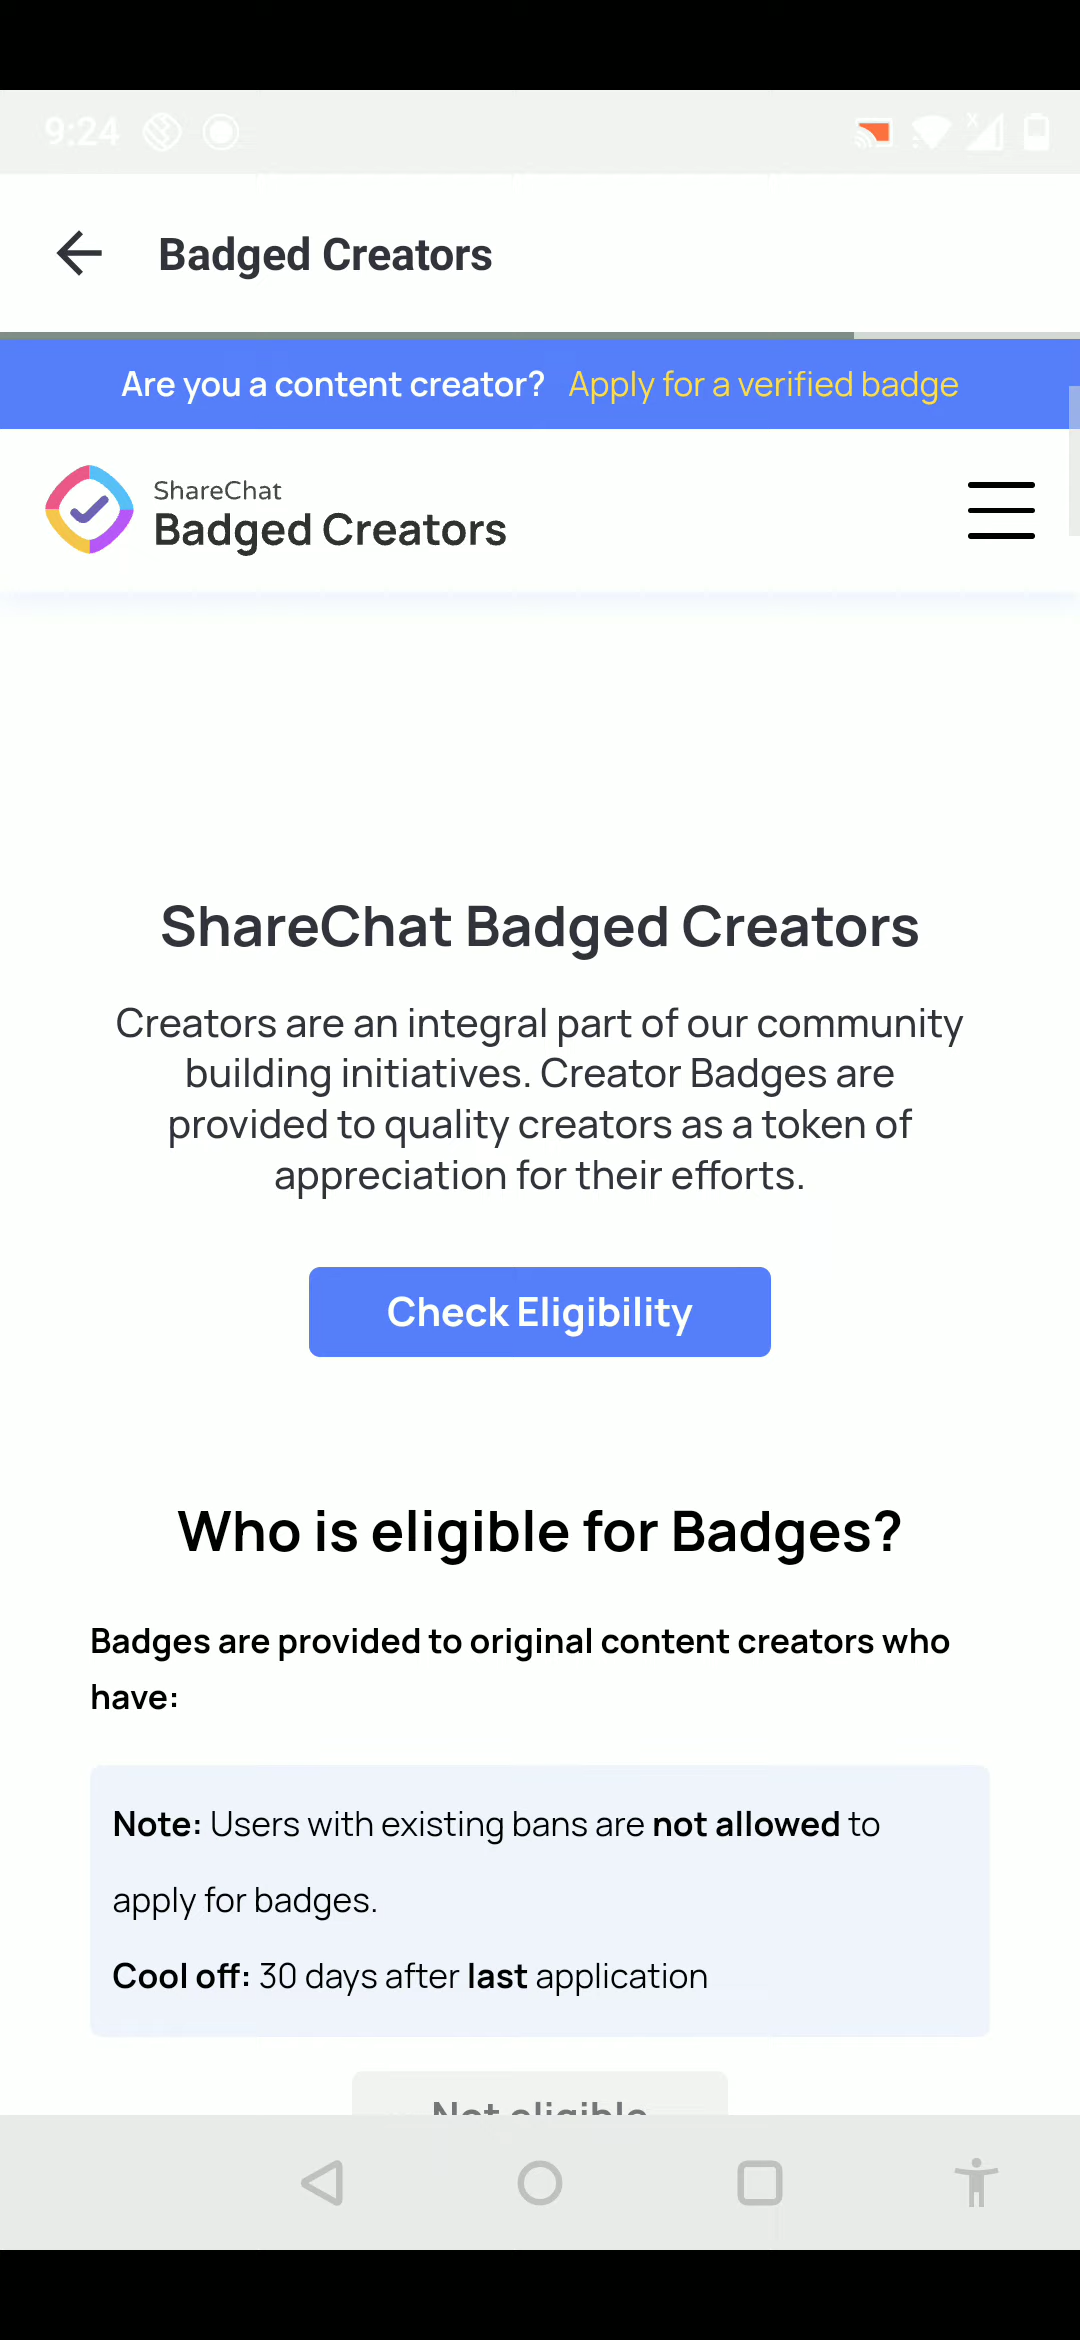 9:24
Badged Creators
Are you a content creator? Apply for a verified badge
ShareChat
Badged Creators
ShareChat Badged Creators
Creators are an integral part of our community
building initiatives. Creator Badges are
provided to quality creators as a token of
appreciation for their efforts.
Check Eligibility
Who is eligible for Badges?
Badges are provided to original content creators who
have:
Note: Users with existing bans are not allowed to
apply for badges.
Cool off: 30 days after last application
Not eligible